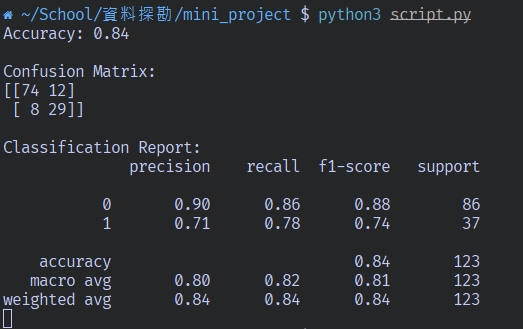 ~/School/資料探勘/mini_project $ python3 script.py
Accuracy: 0.84
Confusion Matrix:
[[74 12]
 [ 8 29]]
Classification Report:
              precision    recall  f1-score   support
           0       0.90      0.86      0.88        86
           1       0.71      0.78      0.74        37
    accuracy                           0.84       123
   macro avg       0.80      0.82      0.81       123
weighted avg       0.84      0.84      0.84       123